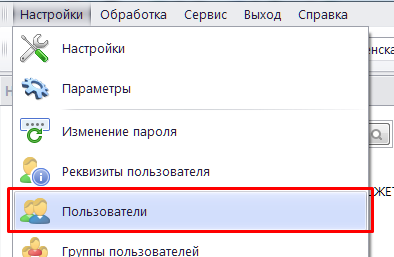 Настройки Обработка Сервис Выход Справка
Настройки
Параметры
Изменение пароля
Реквизиты пользователя
Пользователи
Группы пользователей